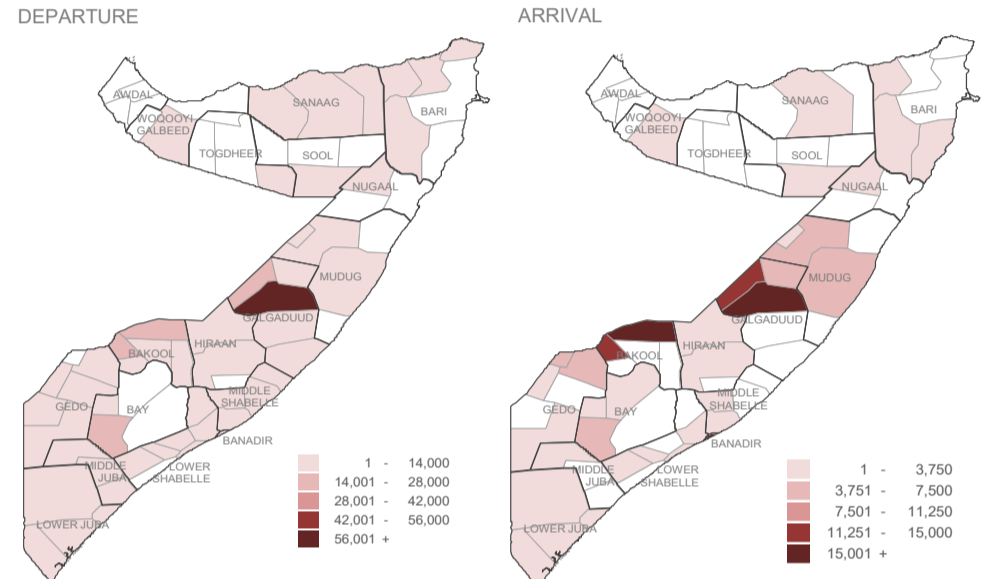 DEPARTURE
AWDAL
WOQOOYI
GALBEED
TOGDHEER
SANAAG
SOOL
BARI
NUGAAL
MUDUG
GALGADUUD
HIRAAN
BAKOOL
GEDO
BAY
MIDDLE
SHABELLE
BANADIR
MIDDLE
JUBA
LOWER
SHABELLE
LOWER JUBA
1 - 14,000
14,001 - 28,000
28,001 - 42,000
42,001 - 56,000
56,001 +
ARRIVAL
AWDAL
WOQOOYI
GALBEED
TOGDHEER
SANAAG
SOOL
BARI
NUGAAL
MUDUG
GALGADUUD
HIRAAN
BAKOOL
GEDO
BAY
MIDDLE
SHABELLE
BANADIR
MIDDLE
JUBA
LOWER
SHABELLE
LOWER JUBA
1 - 3,750
3,751 - 7,500
7,501 - 11,250
11,251 - 15,000
15,001 +